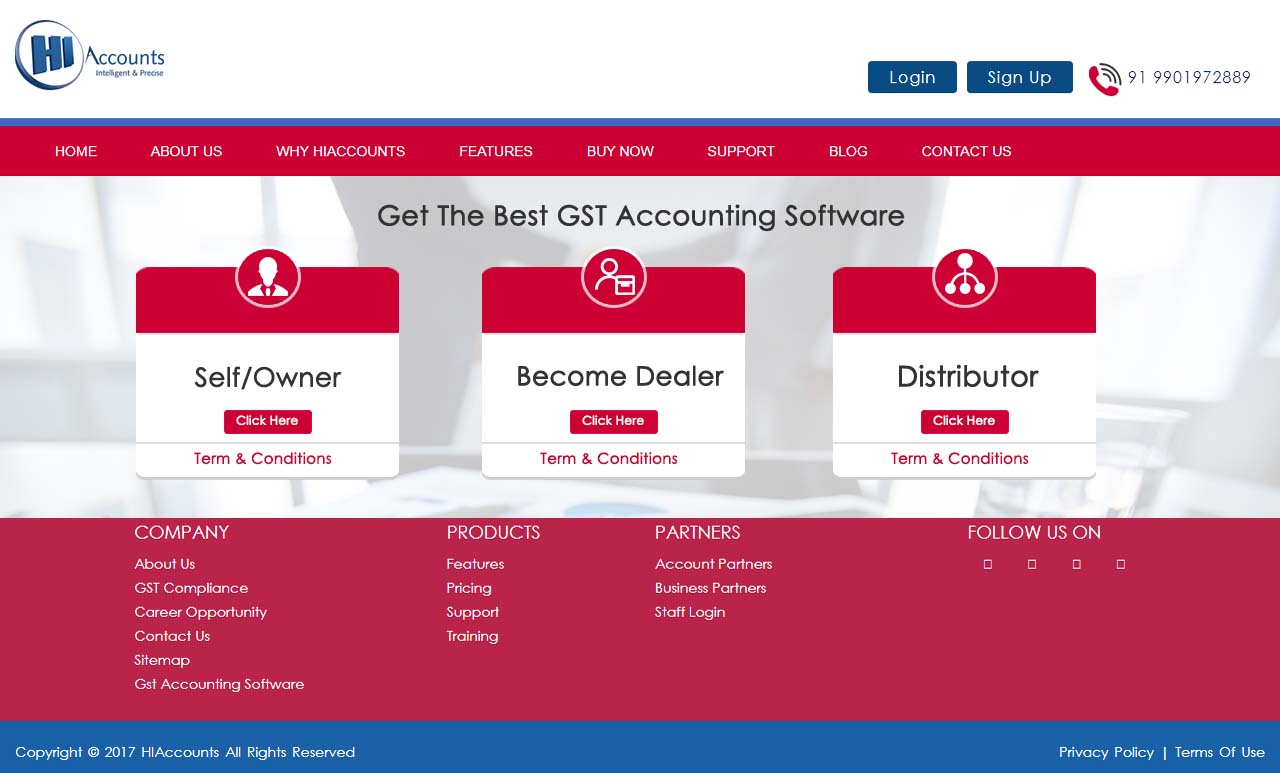 HI Accounts
Intelligent & Precise
Login
Sign Up
91 9901972889
HOME
ABOUT US
WHY HIACCOUNTS
FEATURES
BUY NOW
SUPPORT
BLOG
CONTACT US
Get The Best GST Accounting Software
Self/Owner
Click Here
Term & Conditions
Become Dealer
Click Here
Term & Conditions
Distributor
Click Here
Term & Conditions
COMPANY
About Us
GST Compliance
Career Opportunity
Contact Us
Sitemap
Gst Accounting Software
PRODUCTS
Features
Pricing
Support
Training
PARTNERS
Account Partners
Business Partners
Staff Login
FOLLOW US ON
Copyright © 2017 HIAccounts All Rights Reserved
Privacy Policy | Terms Of Use